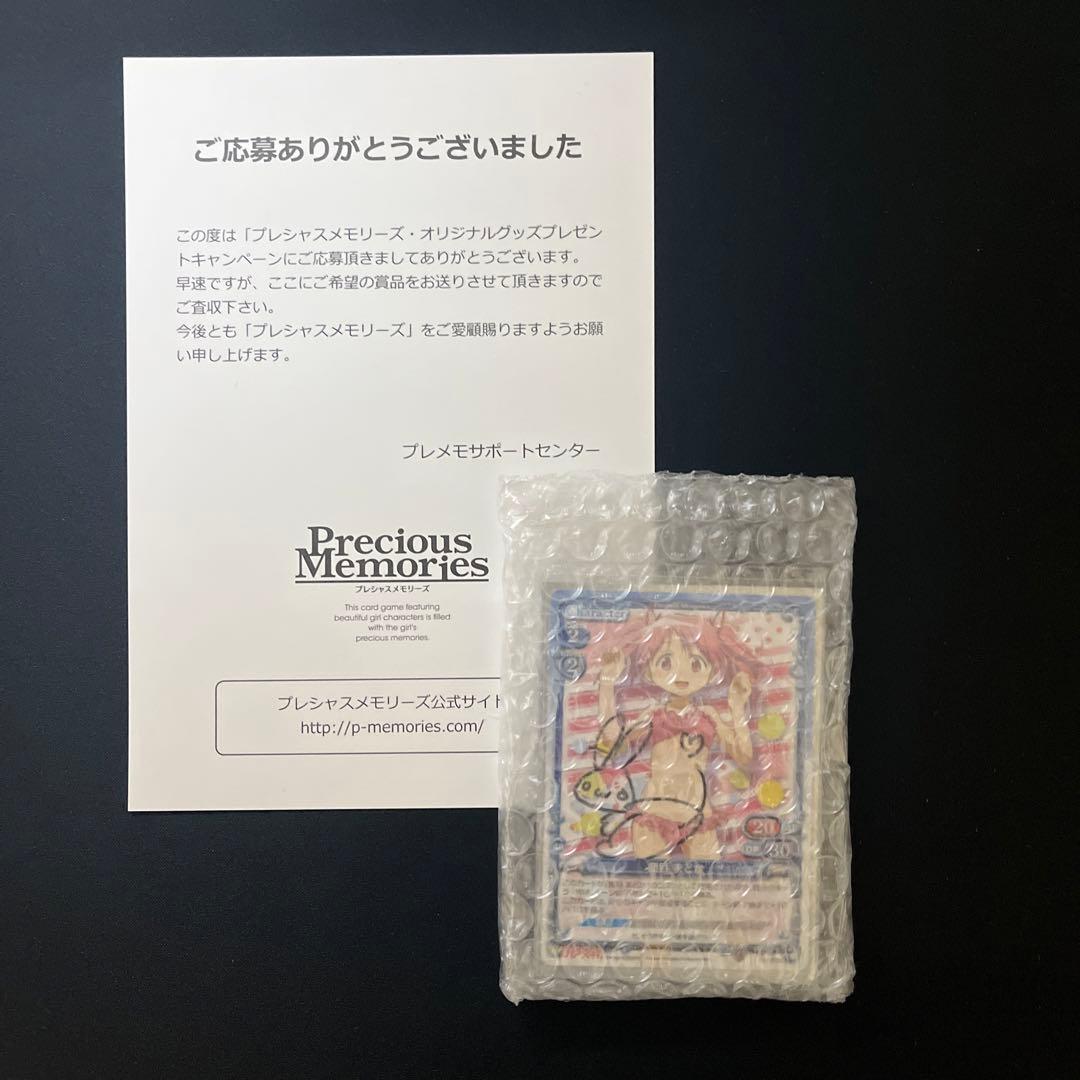 ご応募ありがとうございました
この度は「プレシャスメモリーズ・オリジナルグッズプレゼン
トキャンペーンにご応募頂きましてありがとうございます。
早速ですが、ここにご希望の賞品をお送りさせて頂きますので
ご査収下さい。
今後とも「プレシャスメモリーズ」をご愛顧賜りますようお願
い申し上げます。
プレメモサポートセンター
Precious
Memories
プレシャスメモリーズ
This card game featuring
beautiful girl characters is filled
with the girl's
precious memories.
プレシャスメモリーズ公式サイト
http://p-memories.com/
Character
2
20
30